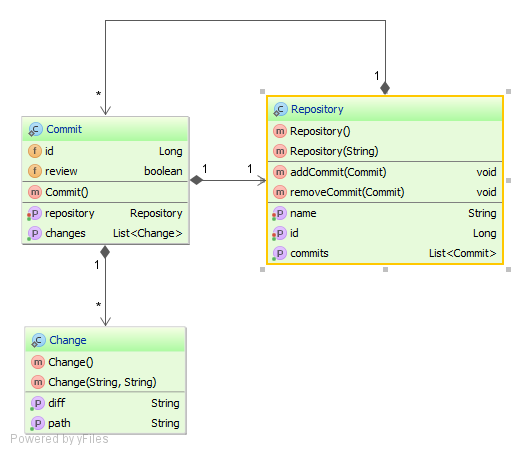 1
*
Repository
Repository()
Repository(String)
addCommit(Commit) void
removeCommit(Commit) void
name String
id Long
commits List<Commit>
Commit
id Long
review boolean
Commit()
repository Repository
changes List<Change>
1 1
1
*
Change
Change()
Change(String, String)
diff String
path String
Powered by yFiles